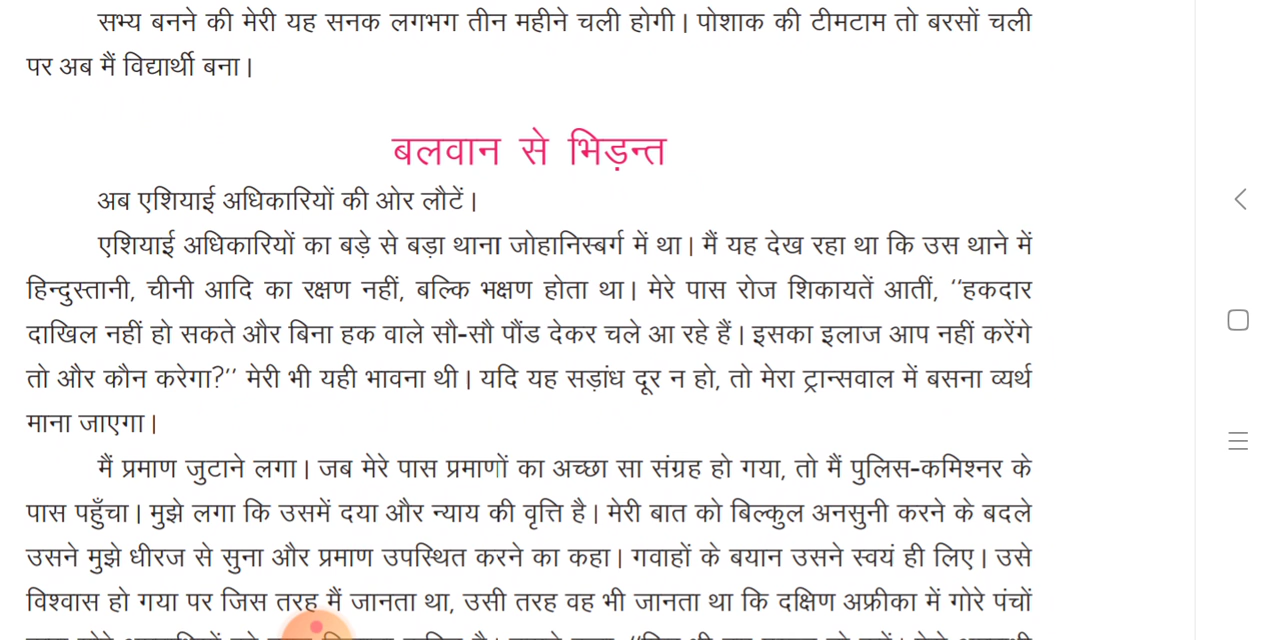 सभ्य बनने की मेरी यह सनक लगभग तीन महीने चली होगी। पोशाक की टीमटाम तो बरसों चली
पर अब मैं विद्यार्थी बना।
बलवान से भिड़न्त
अब एशियाई अधिकारियों की ओर लौटें।
एशियाई अधिकारियों का बड़े से बड़ा थाना जोहानिस्बर्ग में था। मैं यह देख रहा था कि उस थाने में
हिन्दुस्तानी, चीनी आदि का रक्षण नहीं, बल्कि भक्षण होता था। मेरे पास रोज शिकायतें आतीं, ‘‘हकदार
दाखिल नहीं हो सकते और बिना हक वाले सौ-सौ पौंड देकर चले आ रहे हैं। इसका इलाज आप नहीं करेंगे
तो और कौन करेगा?’’ मेरी भी यही भावना थी। यदि यह सड़ांध दूर न हो, तो मेरा ट्रान्सवाल में बसना व्यर्थ
माना जाएगा।
मैं प्रमाण जुटाने लगा। जब मेरे पास प्रमाणों का अच्छा सा संग्रह हो गया, तो मैं पुलिस-कमिश्नर के
पास पहुँचा। मुझे लगा कि उसमें दया और न्याय की वृत्ति है। मेरी बात को बिल्कुल अनसुनी करने के बदले
उसने मुझे धीरज से सुना और प्रमाण उपस्थित करने का कहा। गवाहों के बयान उसने स्वयं ही लिए। उसे
विश्वास हो गया पर जिस तरह मैं जानता था, उसी तरह वह भी जानता था कि दक्षिण अफ्रीका में गोरे पंचों